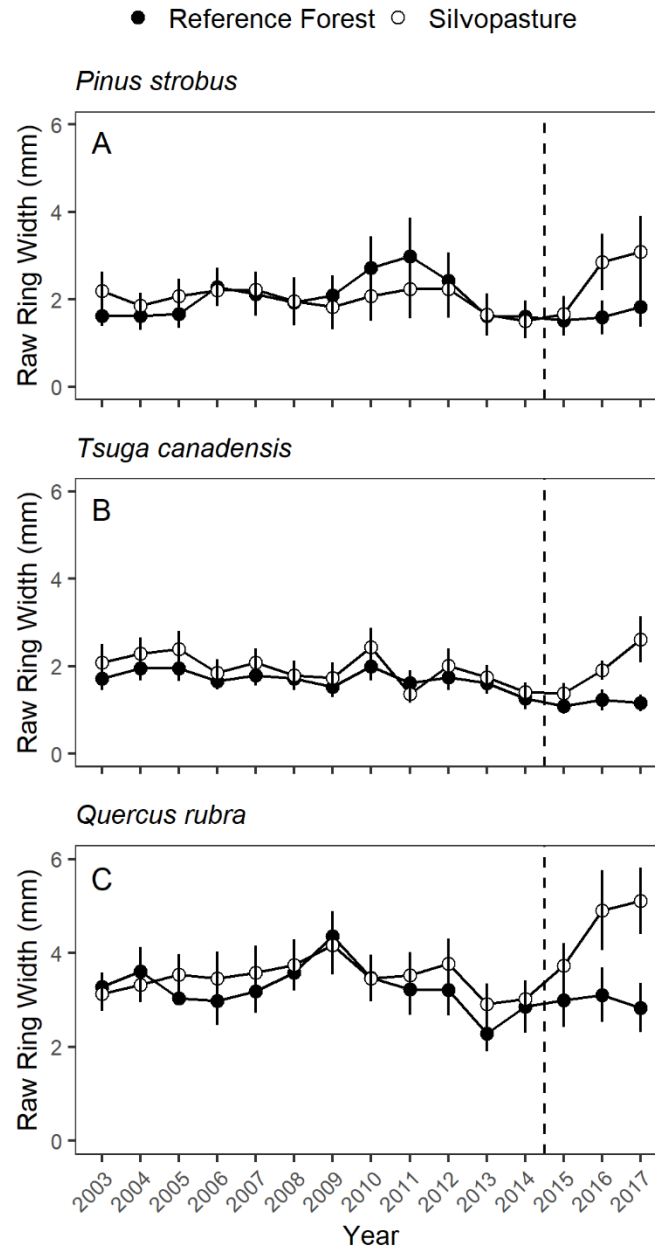 ● Reference Forest ○ Silvopasture
Pinus strobus
A
Raw Ring Width (mm)
6
4
2
0
Tsuga canadensis
B
Raw Ring Width (mm)
6
4
2
0
Quercus rubra
C
Raw Ring Width (mm)
6
4
2
0
2003 2004 2005 2006 2007 2008 2009 2010 2011 2012 2013 2014 2015 2016 2017
Year